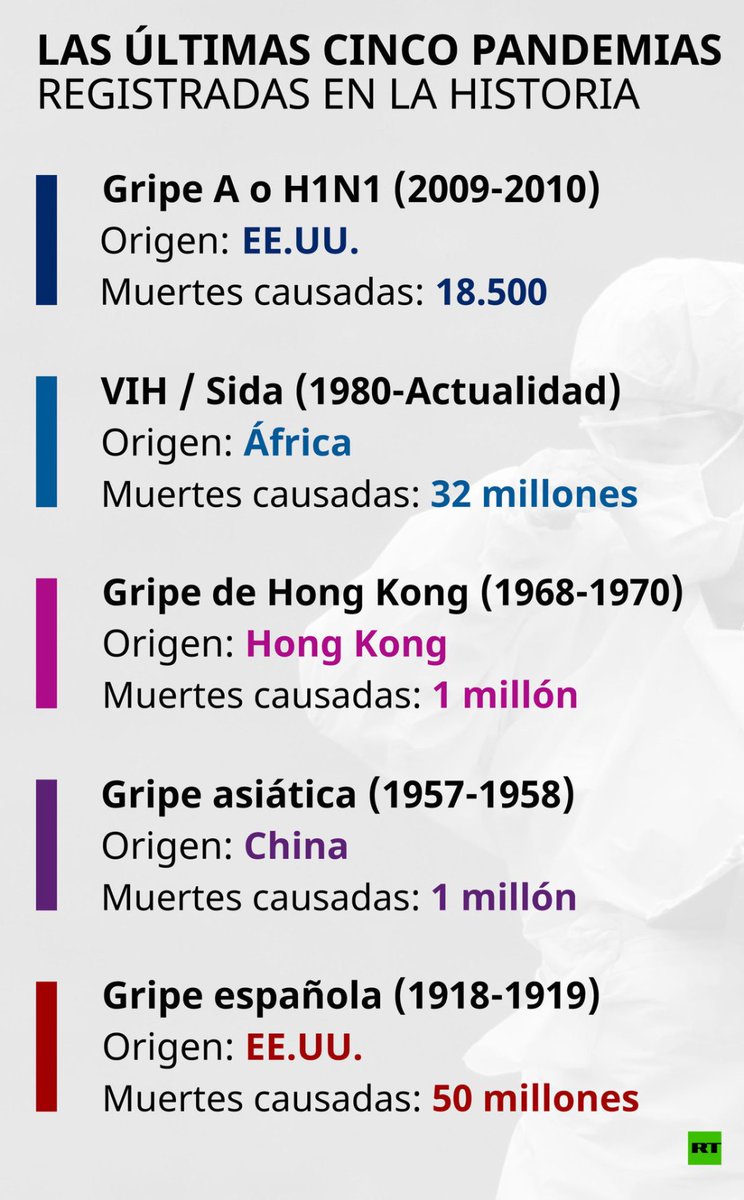 LAS ÚLTIMAS CINCO PANDEMIAS
REGISTRADAS EN LA HISTORIA
Gripe A o H1N1 (2009-2010)
Origen: EE.UU.
Muertes causadas: 18.500
VIH / Sida (1980-Actualidad)
Origen: África
Muertes causadas: 32 millones
Gripe de Hong Kong (1968-1970)
Origen: Hong Kong
Muertes causadas: 1 millón
Gripe asiática (1957-1958)
Origen: China
Muertes causadas: 1 millón
Gripe española (1918-1919)
Origen: EE.UU.
Muertes causadas: 50 millones
RT